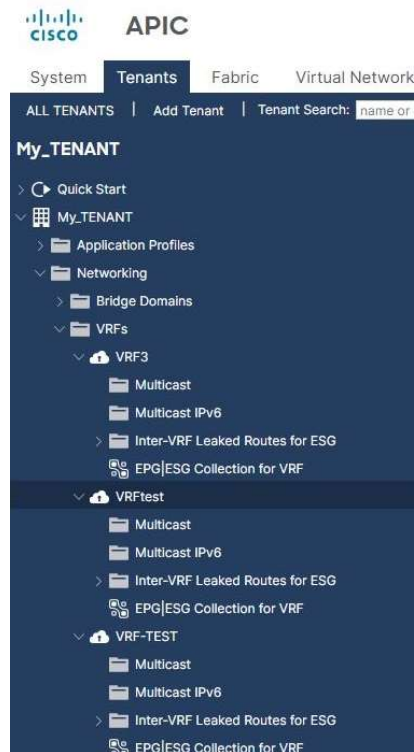 CISCO
APIC
System Tenants Fabric Virtual Network
ALL TENANTS | Add Tenant | Tenant Search: name or
My_TENANT
Quick Start
My_TENANT
Application Profiles
Networking
Bridge Domains
VRFs
VRF3
Multicast
Multicast IPv6
Inter-VRF Leaked Routes for ESG
EPG|ESG Collection for VRF
VRFtest
Multicast
Multicast IPv6
Inter-VRF Leaked Routes for ESG
EPG|ESG Collection for VRF
VRF-TEST
Multicast
Multicast IPv6
Inter-VRF Leaked Routes for ESG
EPG|ESG Collection for VRF